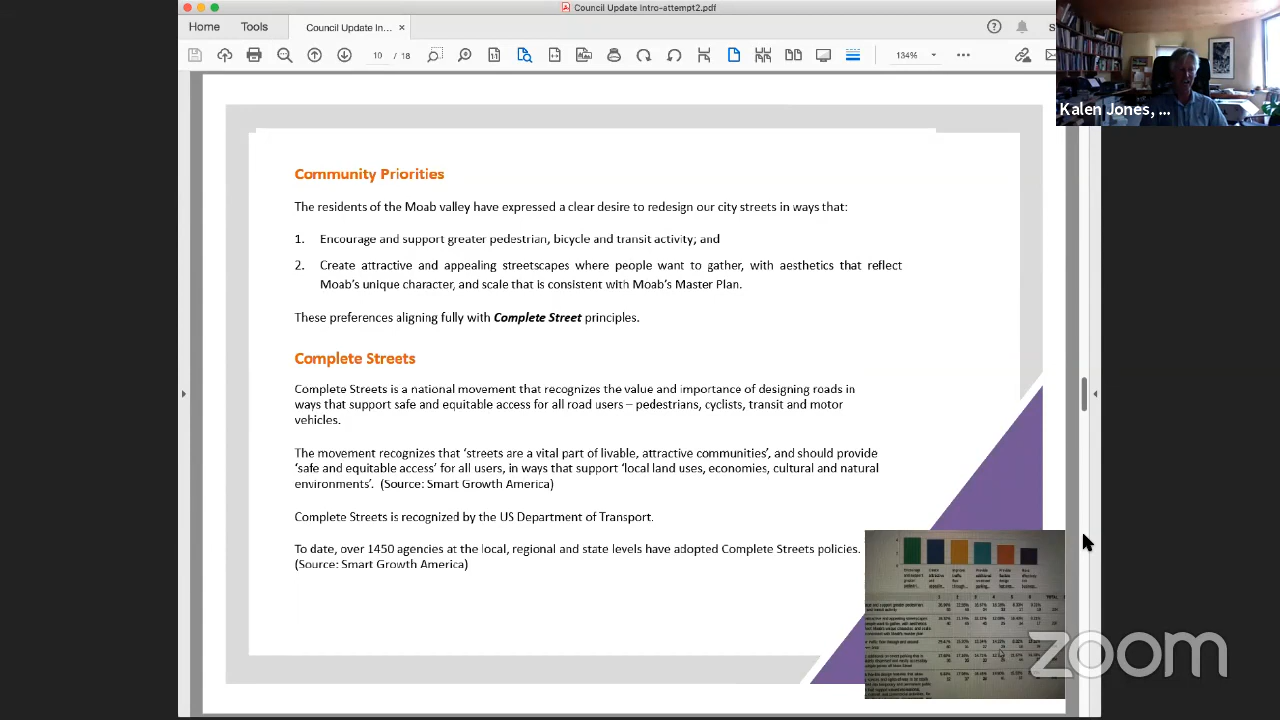 Council Update Intro-attempt2.pdf
Home
Tools
Council Update In...
×
/ 18
134%
Kalen Jones, ...
Community Priorities
The residents of the Moab valley have expressed a clear desire to redesign our city streets in ways that:
1. Encourage and support greater pedestrian, bicycle and transit activity; and
2. Create attractive and appealing streetscapes where people want to gather, with aesthetics that reflect
Moab's unique character, and scale that is consistent with Moab's Master Plan.
These preferences aligning fully with Complete Street principles.
Complete Streets
Complete Streets is a national movement that recognizes the value and importance of designing roads in
ways that support safe and equitable access for all road users – pedestrians, cyclists, transit and motor
vehicles.
The movement recognizes that 'streets are a vital part of livable, attractive communities', and should provide
'safe and equitable access' for all users, in ways that support 'local land uses, economies, cultural and natural
environments'. (Source: Smart Growth America)
Complete Streets is recognized by the US Department of Transport.
To date, over 1450 agencies at the local, regional and state levels have adopted Complete Streets policies.
(Source: Smart Growth America)
zoom